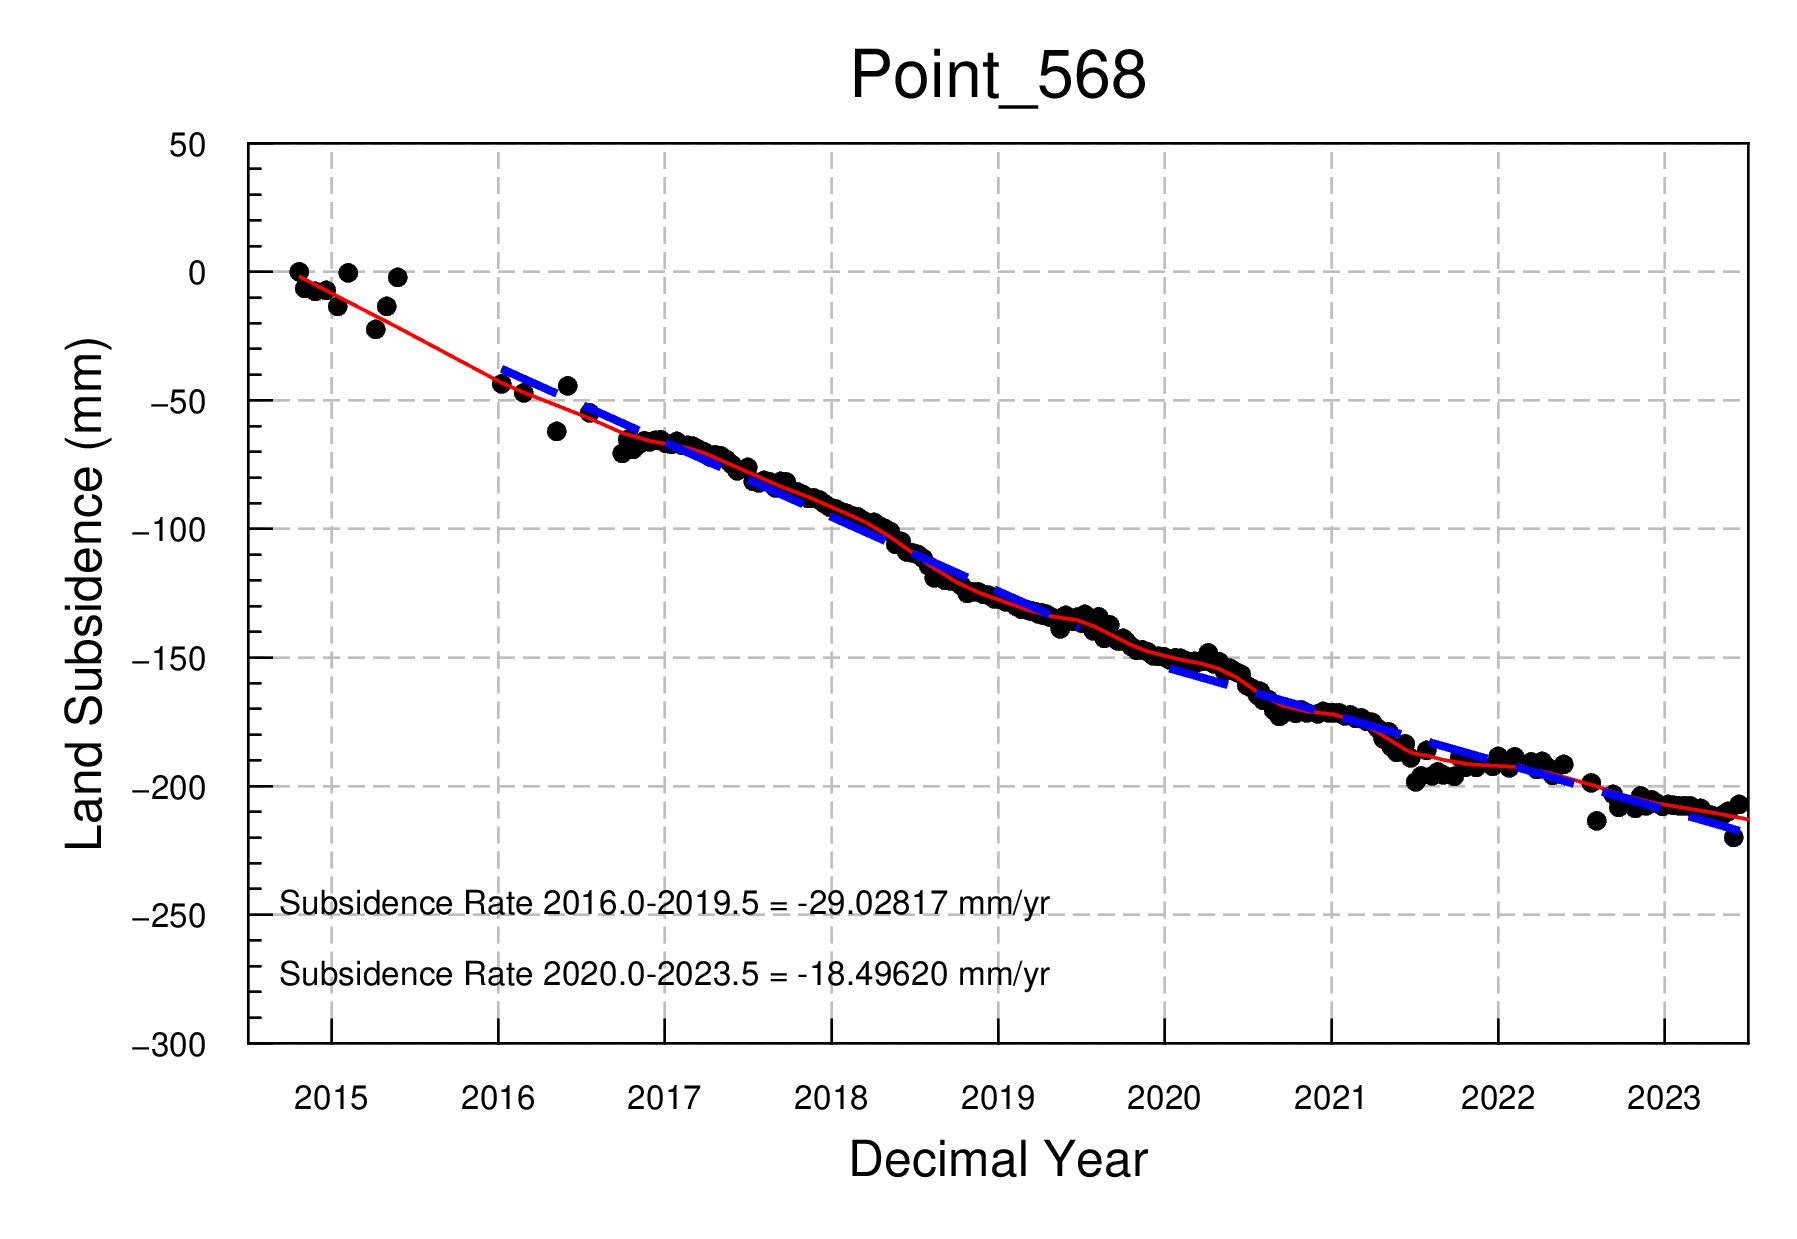 Point_568
50
0
−50
−100
−150
−200
−250
−300
Land Subsidence (mm)
Subsidence Rate 2016.0-2019.5 = -29.02817 mm/yr
Subsidence Rate 2020.0-2023.5 = -18.49620 mm/yr
2015 2016 2017 2018 2019 2020 2021 2022 2023
Decimal Year